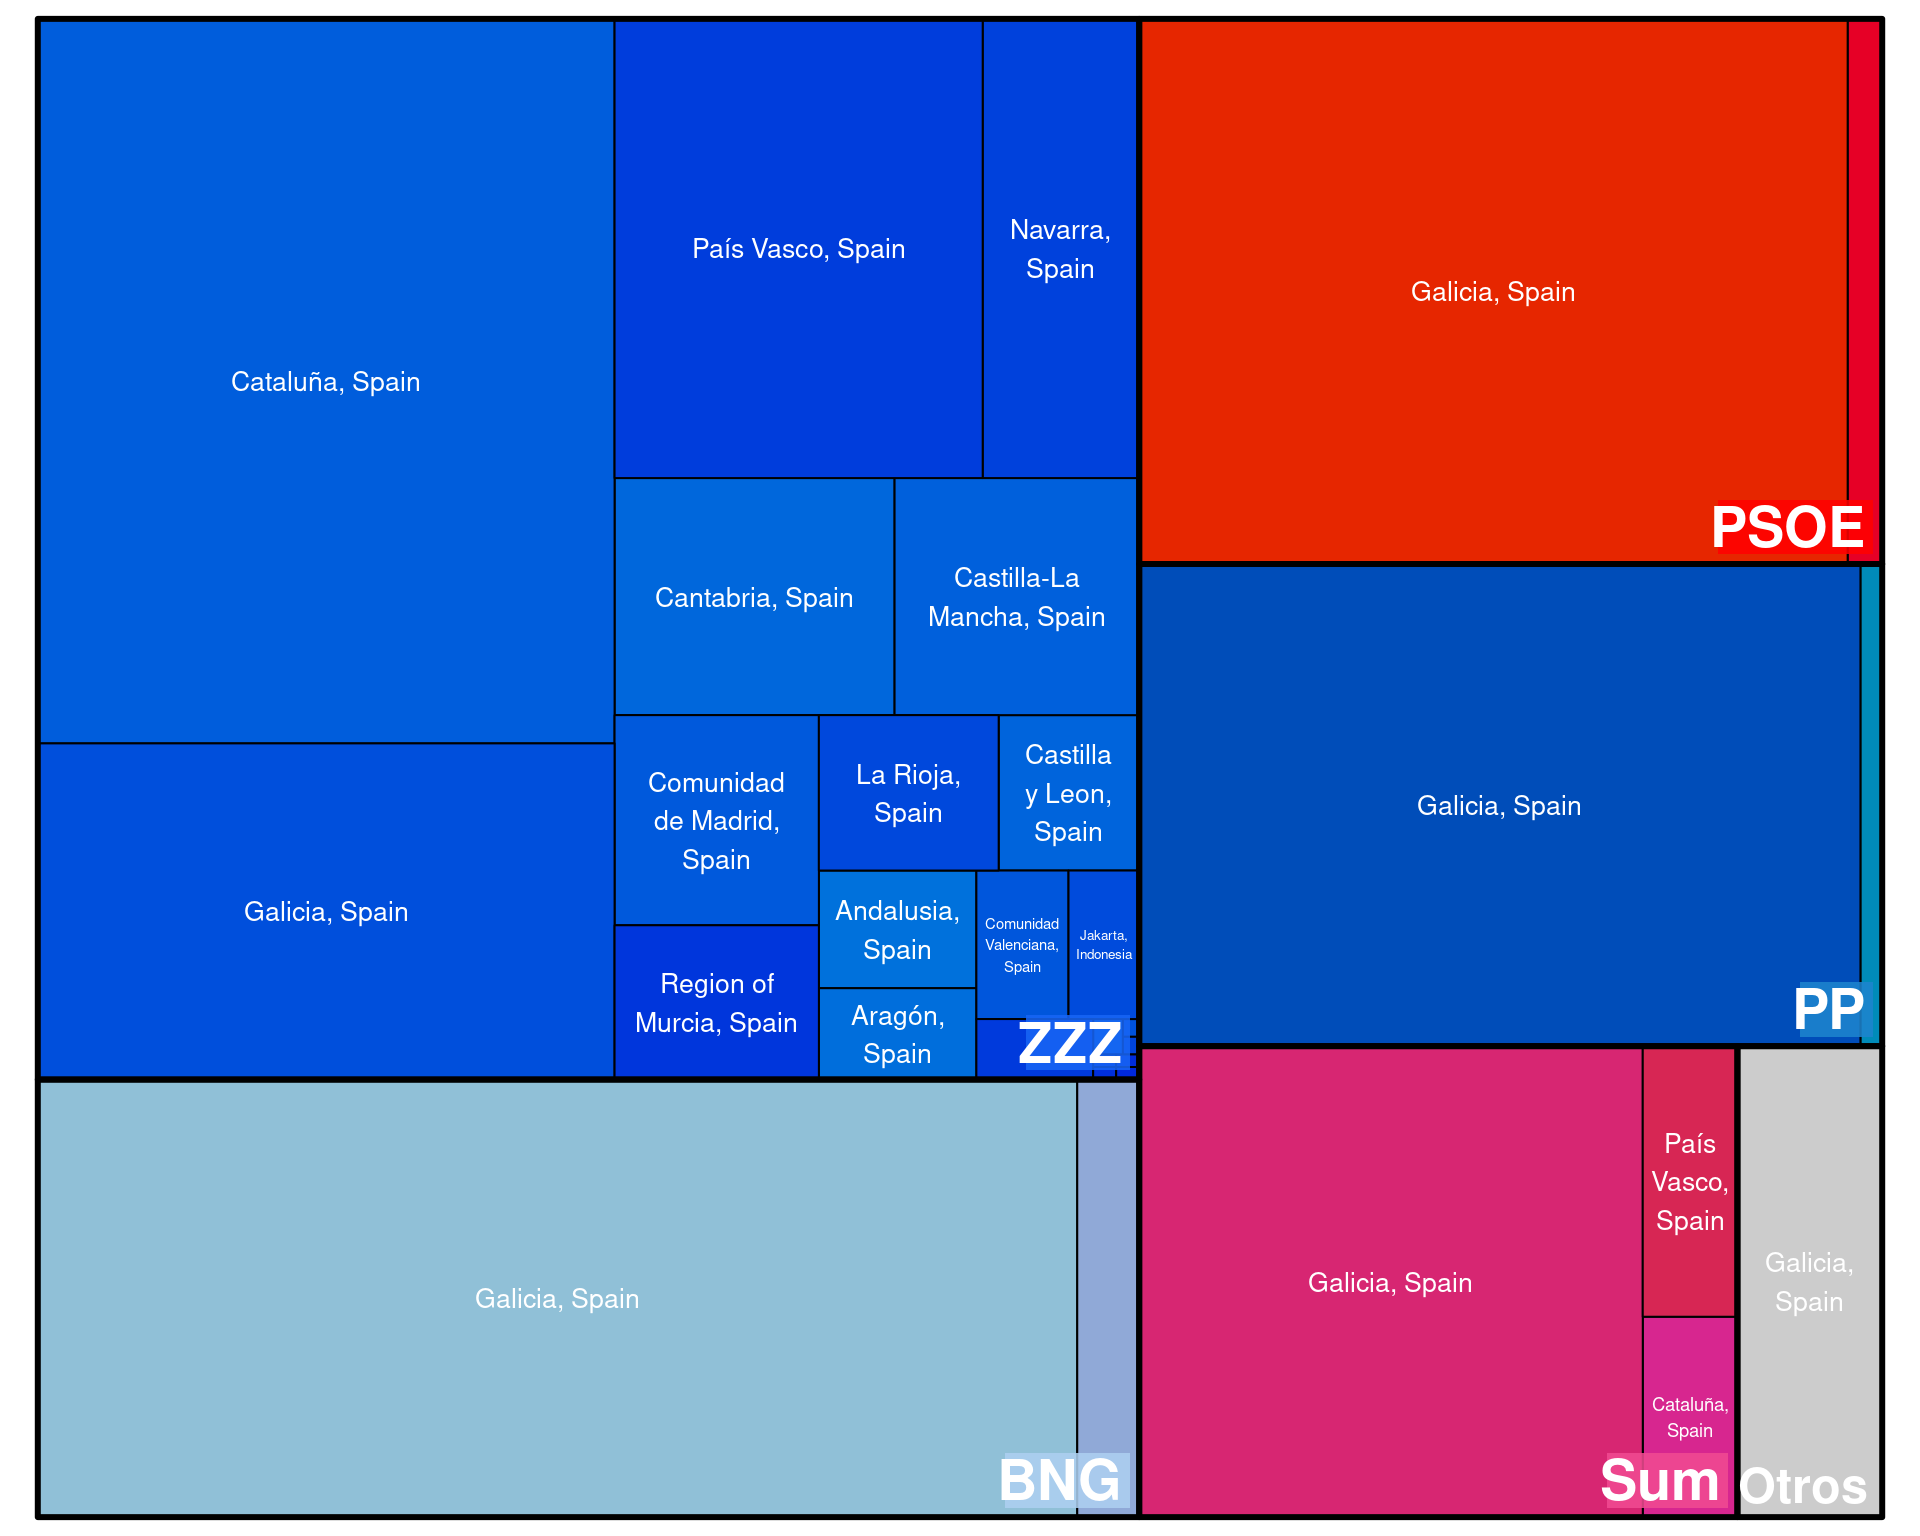 Cataluña, Spain
País Vasco, Spain
Navarra,
Spain
Cantabria, Spain
Castilla-La
Mancha, Spain
Galicia, Spain
Comunidad
de Madrid,
Spain
La Rioja,
Spain
Castilla
y Leon,
Spain
Region of
Murcia, Spain
Andalusia,
Spain
Aragón,
Spain
Comunidad
Valenciana,
Spain
Jakarta,
Indonesia
ZZZ
Galicia, Spain
BNG
Galicia, Spain
PSOE
Galicia, Spain
PP
Galicia, Spain
País
Vasco,
Spain
Cataluña,
Spain
Sum
Galicia,
Spain
Otros